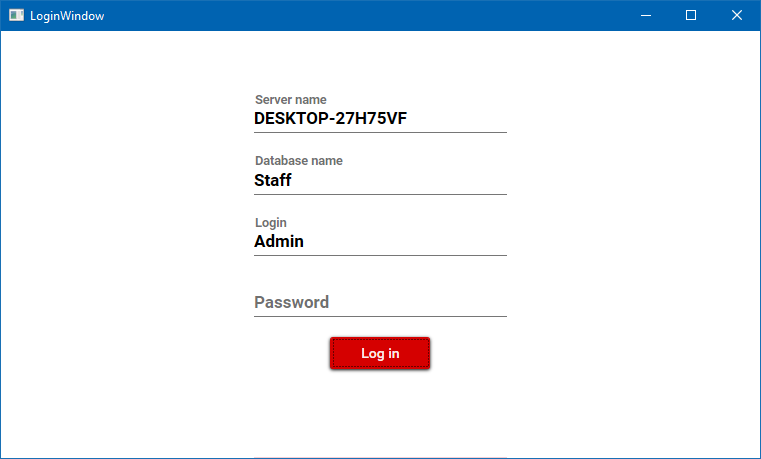 LoginWindow
Server name
DESKTOP-27H75VF
Database name
Staff
Login
Admin
Password
Log in